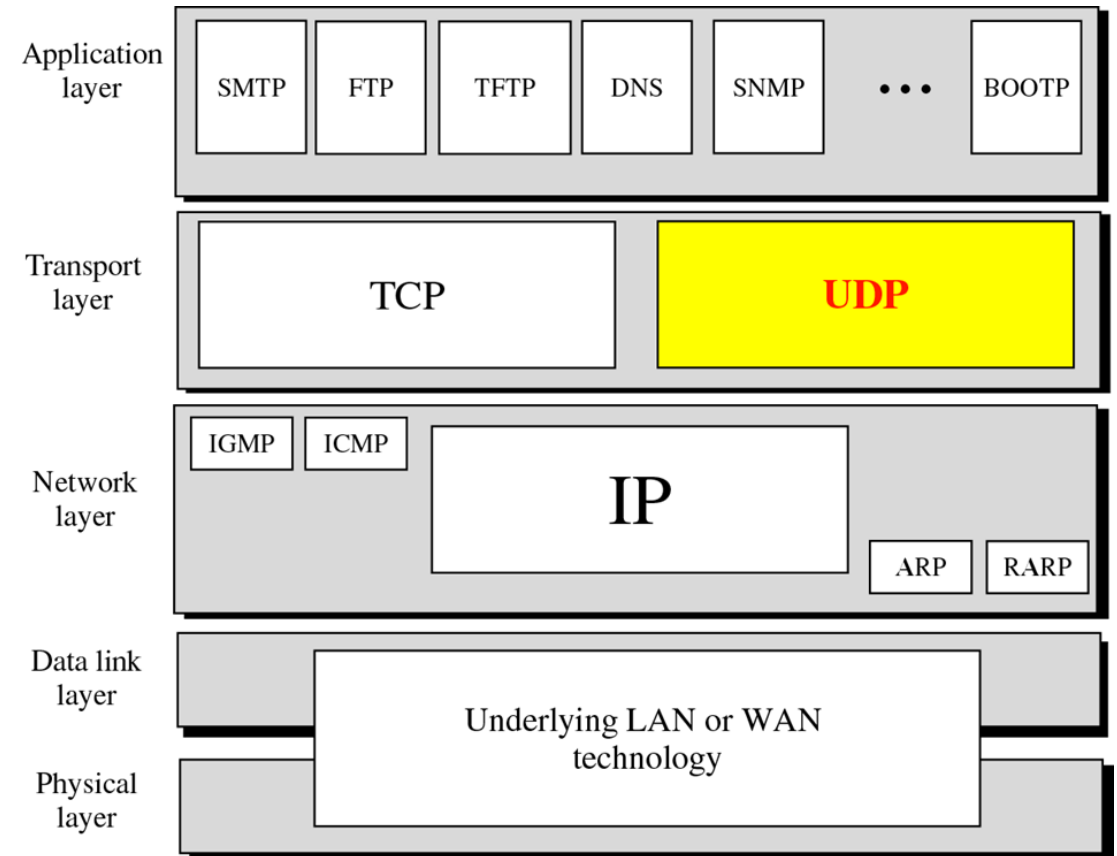 Application
layer
SMTP
FTP
TFTP
DNS
SNMP
•••
BOOTP
Transport
layer
TCP
UDP
Network
layer
IGMP
ICMP
IP
ARP
RARP
Data link
layer
Underlying LAN or WAN
technology
Physical
layer